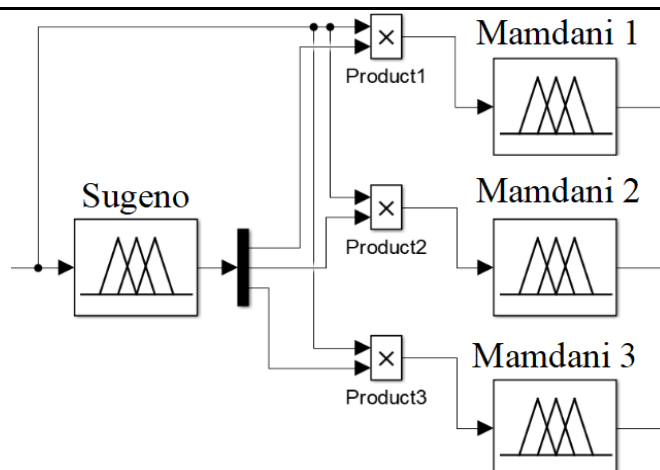 Mamdani 1
×
Product1
Sugeno
Mamdani 2
×
Product2
Mamdani 3
×
Product3